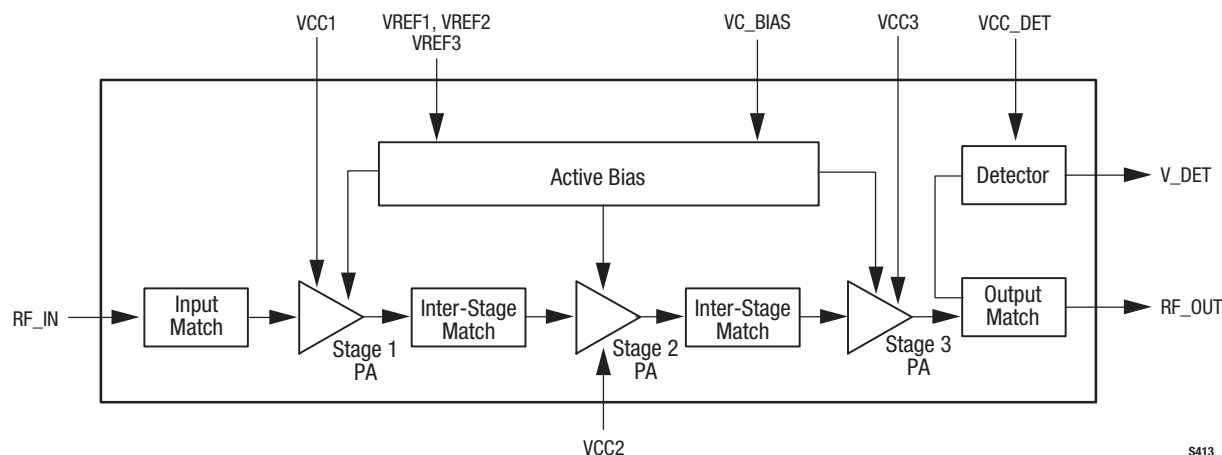 VCC1
VREF1, VREF2
VREF3
VC_BIAS
VCC3
VCC_DET
Active Bias
Detector
V_DET
RF_IN
Input
Match
Stage 1
PA
Inter-Stage
Match
Stage 2
PA
Inter-Stage
Match
Stage 3
PA
Output
Match
RF_OUT
VCC2
S413